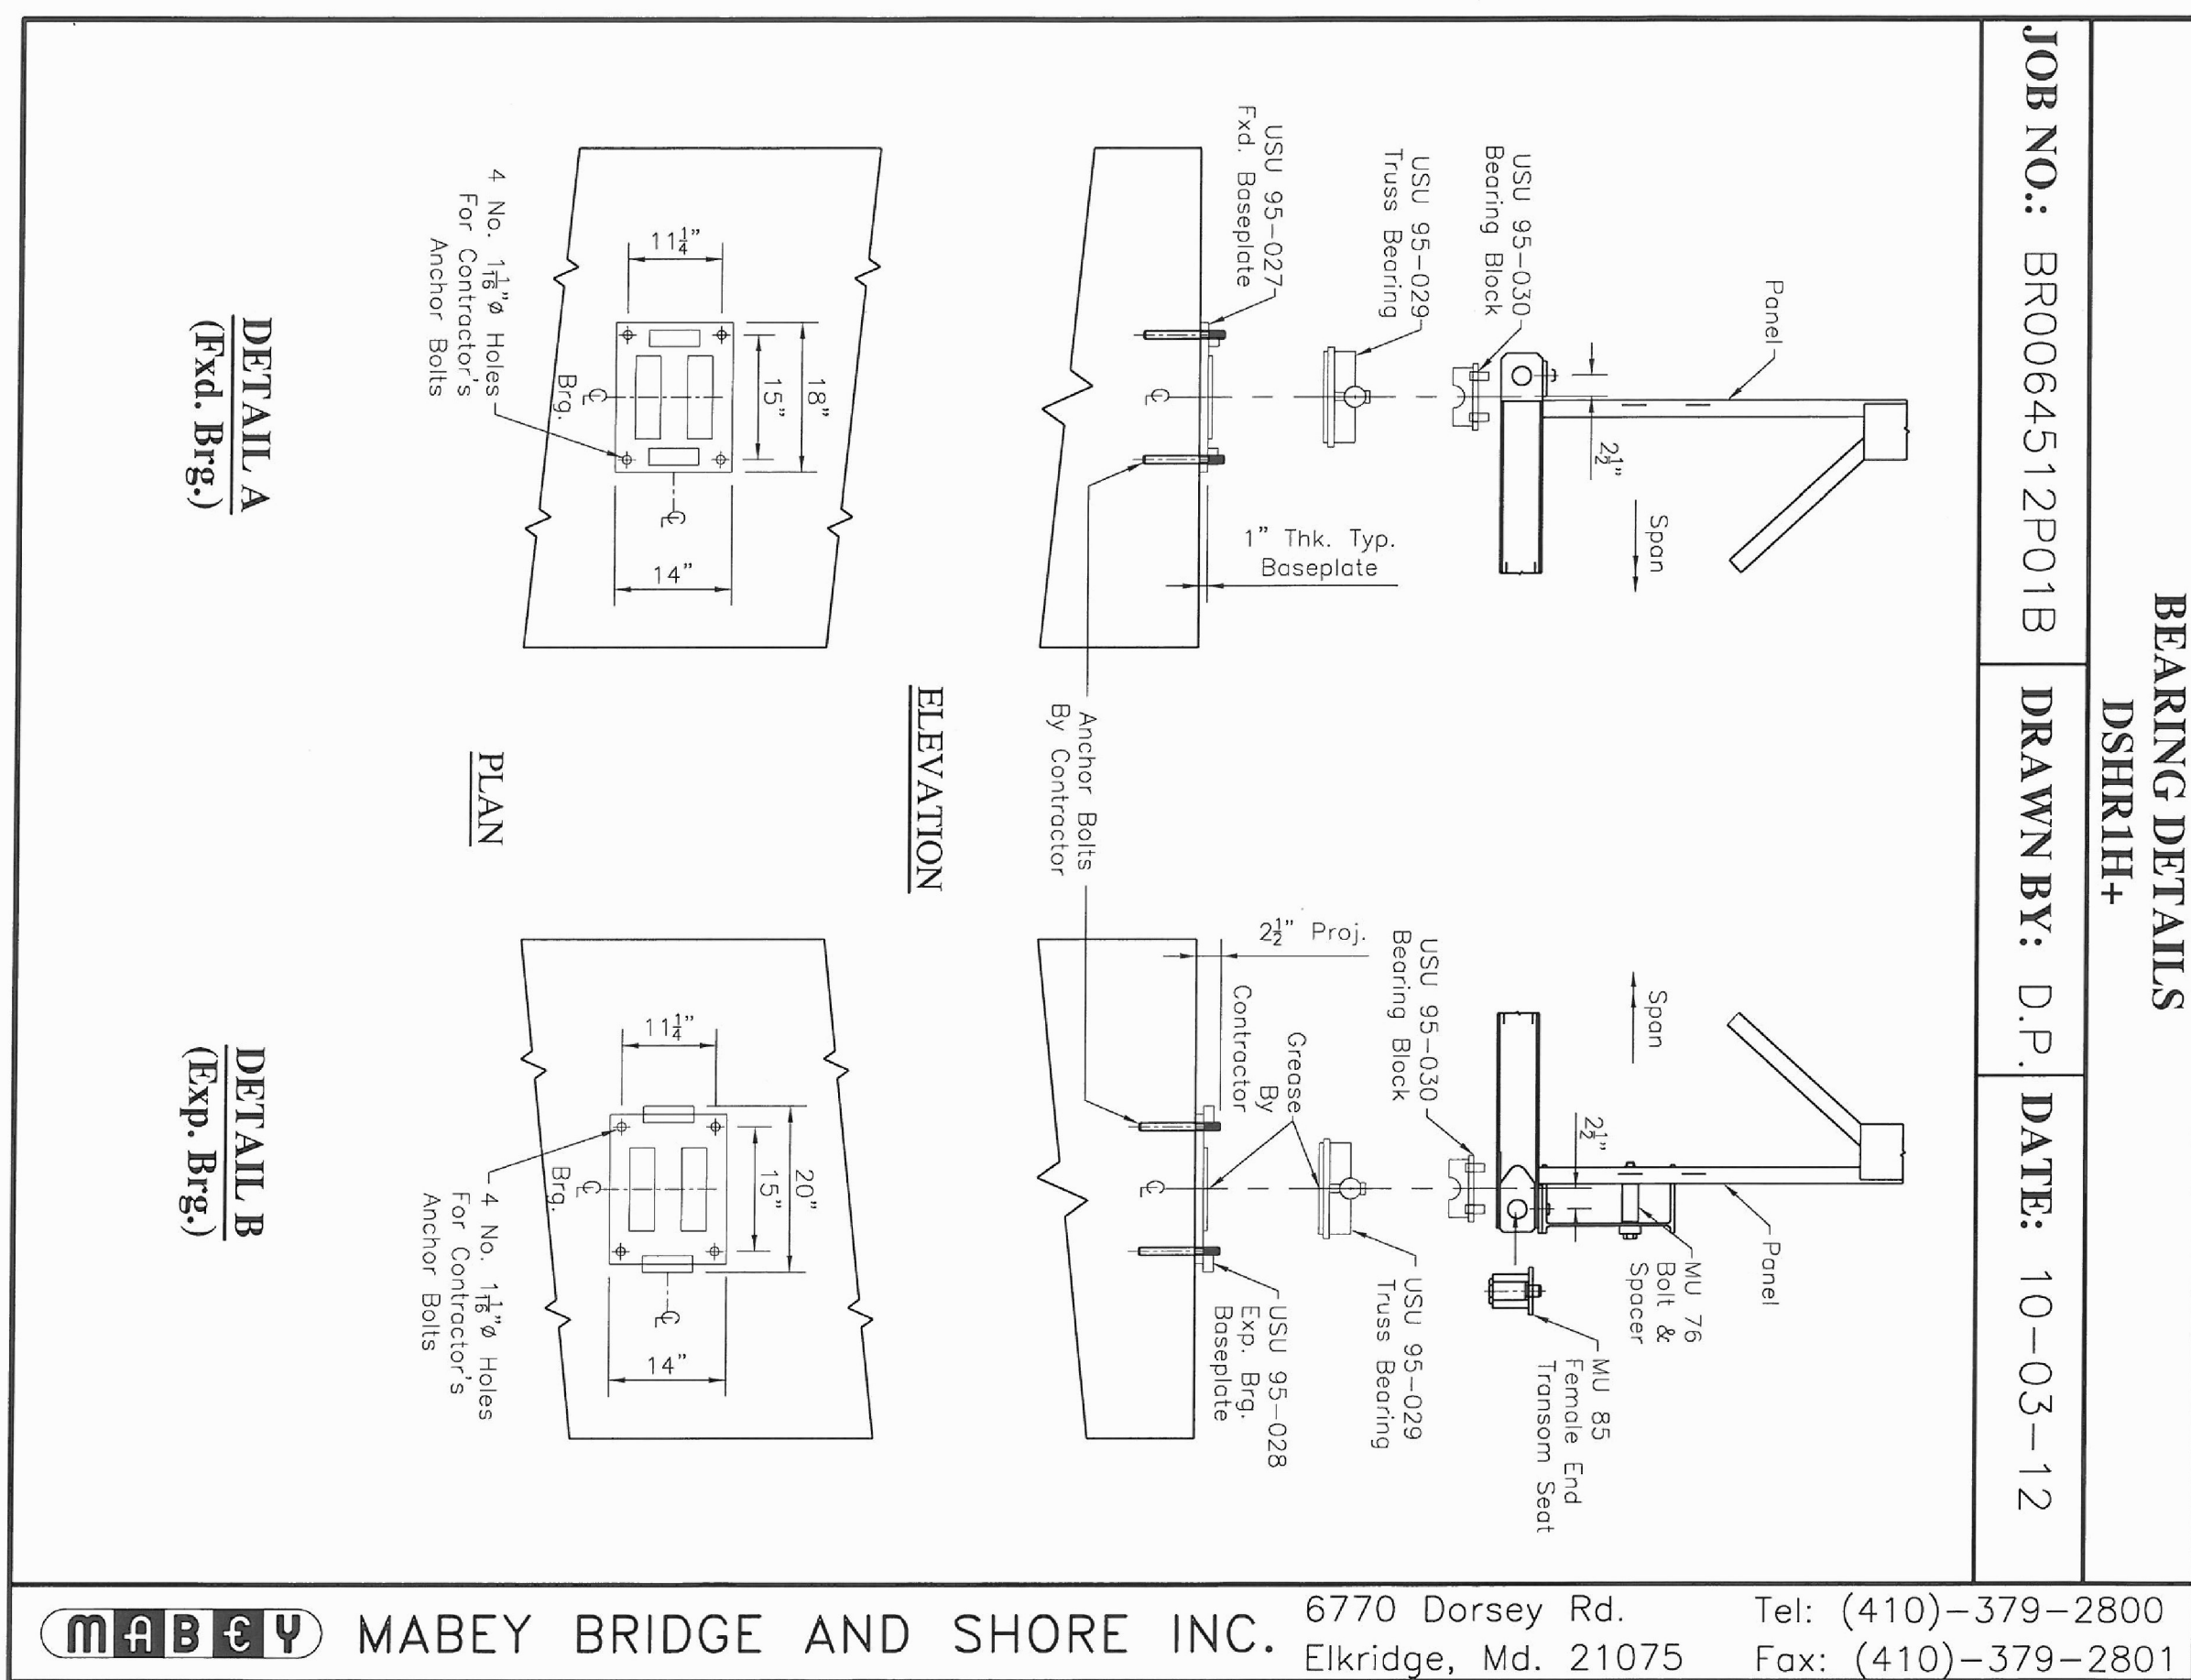 BEARING DETAILS
DSHR1H+
JOB NO.: BR0064512P01B
DRAWN BY: D.P.
DATE: 10-03-12
Panel
2½"
Span
USU 95-030
Bearing Block
USU 95-029
Truss Bearing
USU 95-027
Fxd. Baseplate
1" Thk. Typ.
Baseplate
℄
Span
2½"
Panel
MU 76
Bolt &
Spacer
MU 85
Female End
Transom Seat
USU 95-030
Bearing Block
USU 95-029
Truss Bearing
2½" Proj.
Grease
By
Contractor
USU 95-028
Exp. Brg.
Baseplate
℄
Anchor Bolts
By Contractor
ELEVATION
18"
15"
11¼"
14"
℄
Brg.
℄
4 No. 1 1/16"ø Holes
For Contractor's
Anchor Bolts
20"
15"
11¼"
14"
℄
Brg.
℄
4 No. 1 1/16"ø Holes
For Contractor's
Anchor Bolts
PLAN
DETAIL A
(Fxd. Brg.)
DETAIL B
(Exp. Brg.)
MABEY
MABEY BRIDGE AND SHORE INC.
6770 Dorsey Rd.
Elkridge, Md. 21075
Tel: (410)-379-2800
Fax: (410)-379-2801